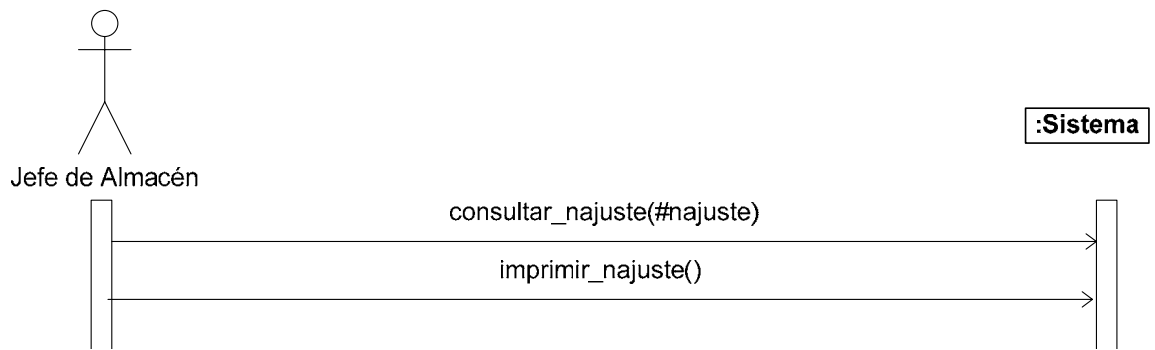 :Sistema
Jefe de Almacén
consultar_najuste(#najuste)
imprimir_najuste()